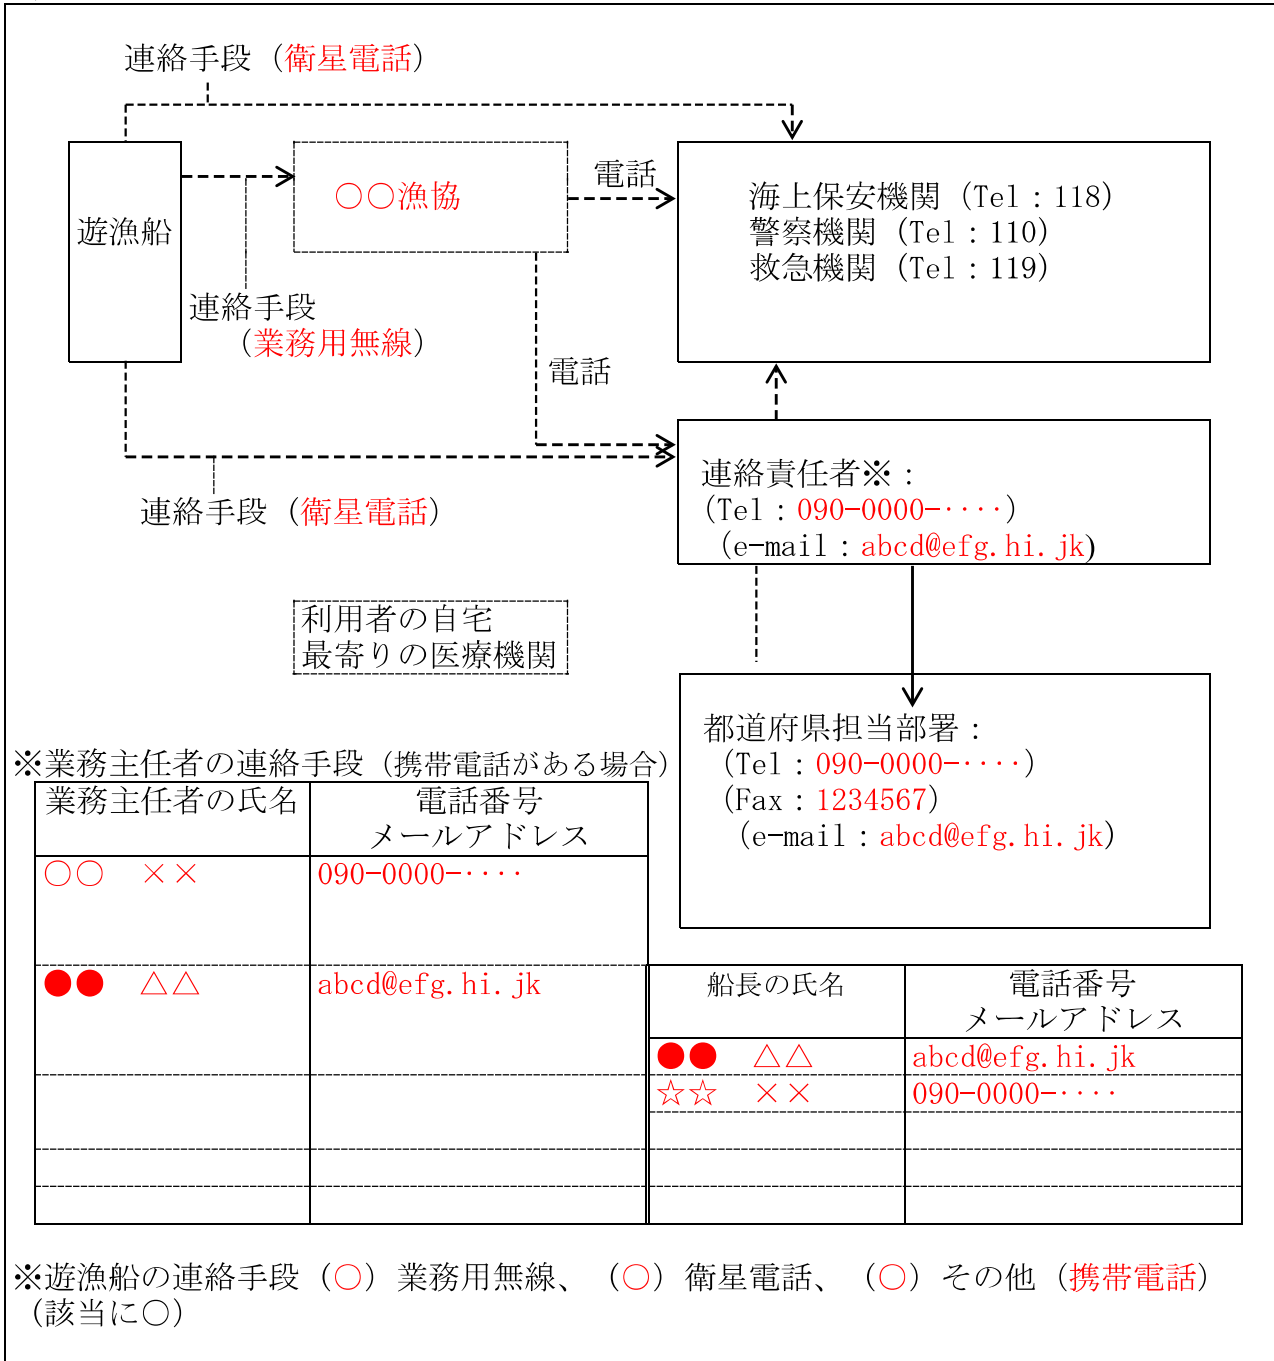 連絡手段（衛星電話）
遊漁船
〇〇漁協
電話
海上保安機関（Tel：118）
警察機関（Tel：110）
救急機関（Tel：119）
連絡手段
（業務用無線）
電話
連絡責任者※：
（Tel：090-0000-‥‥）
（e-mail：abcd@efg.hi.jk)
連絡手段（衛星電話）
利用者の自宅
最寄りの医療機関
都道府県担当部署：
（Tel：090-0000-‥‥）
（Fax：1234567）
（e-mail：abcd@efg.hi.jk）
※業務主任者の連絡手段（携帯電話がある場合）
業務主任者の氏名 電話番号
メールアドレス
〇〇　×× 090-0000-‥‥
●●　△△ abcd@efg.hi.jk
船長の氏名 電話番号
メールアドレス
●●　△△ abcd@efg.hi.jk
☆☆　×× 090-0000-‥‥
※遊漁船の連絡手段（〇）業務用無線、（〇）衛星電話、（〇）その他（携帯電話）
（該当に〇）